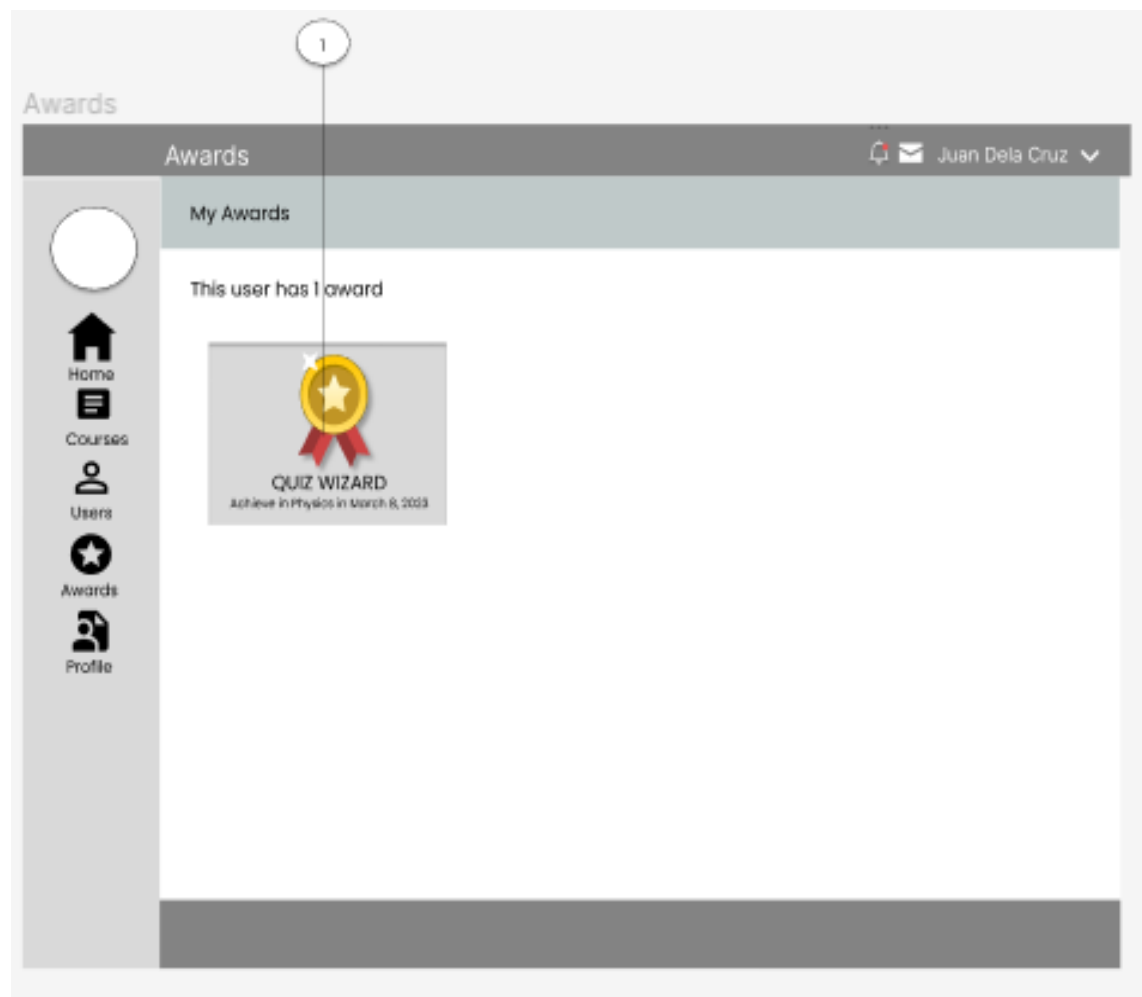 1
Awards
Awards
Juan Dela Cruz
My Awards
This user has 1 award
Home
Courses
Users
Awards
Profile
QUIZ WIZARD
Achieve in Physics in March 8, 2023